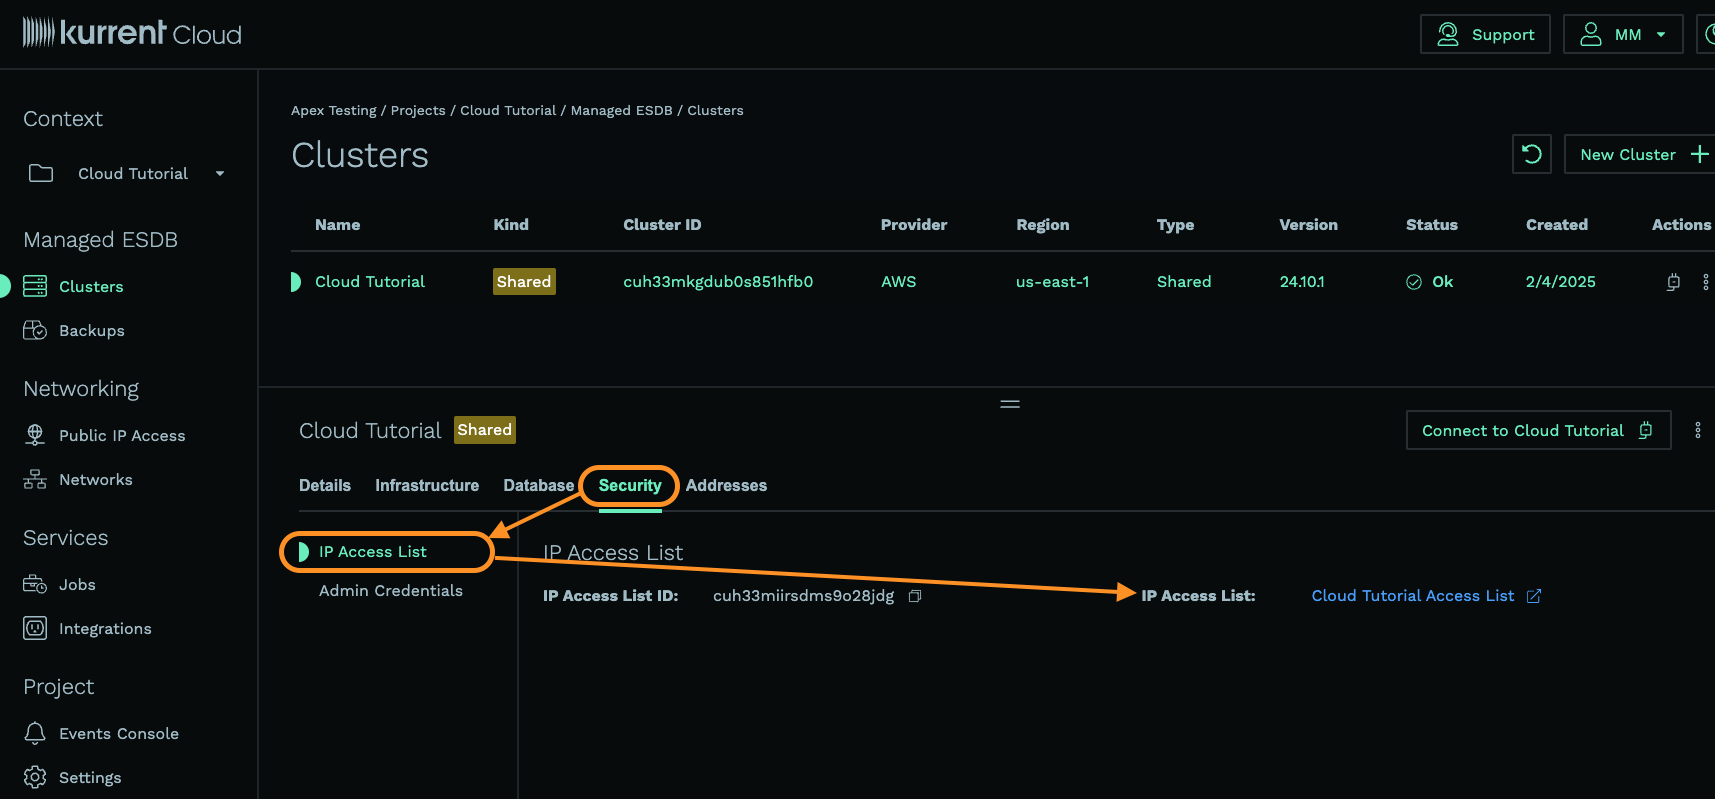 kurrent Cloud
Support
MM
Context
Cloud Tutorial
Managed ESDB
Clusters
Backups
Networking
Public IP Access
Networks
Services
Jobs
Integrations
Project
Events Console
Settings
Apex Testing / Projects / Cloud Tutorial / Managed ESDB / Clusters
Clusters
New Cluster
Name Kind Cluster ID Provider Region Type Version Status Created Actions
Cloud Tutorial Shared cuh33mkgdub0s851hfb0 AWS us-east-1 Shared 24.10.1 Ok 2/4/2025
Cloud Tutorial Shared
Connect to Cloud Tutorial
Details Infrastructure Database Security Addresses
IP Access List
Admin Credentials
IP Access List
IP Access List ID: cuh33miirsdms9o28jdg IP Access List: Cloud Tutorial Access List